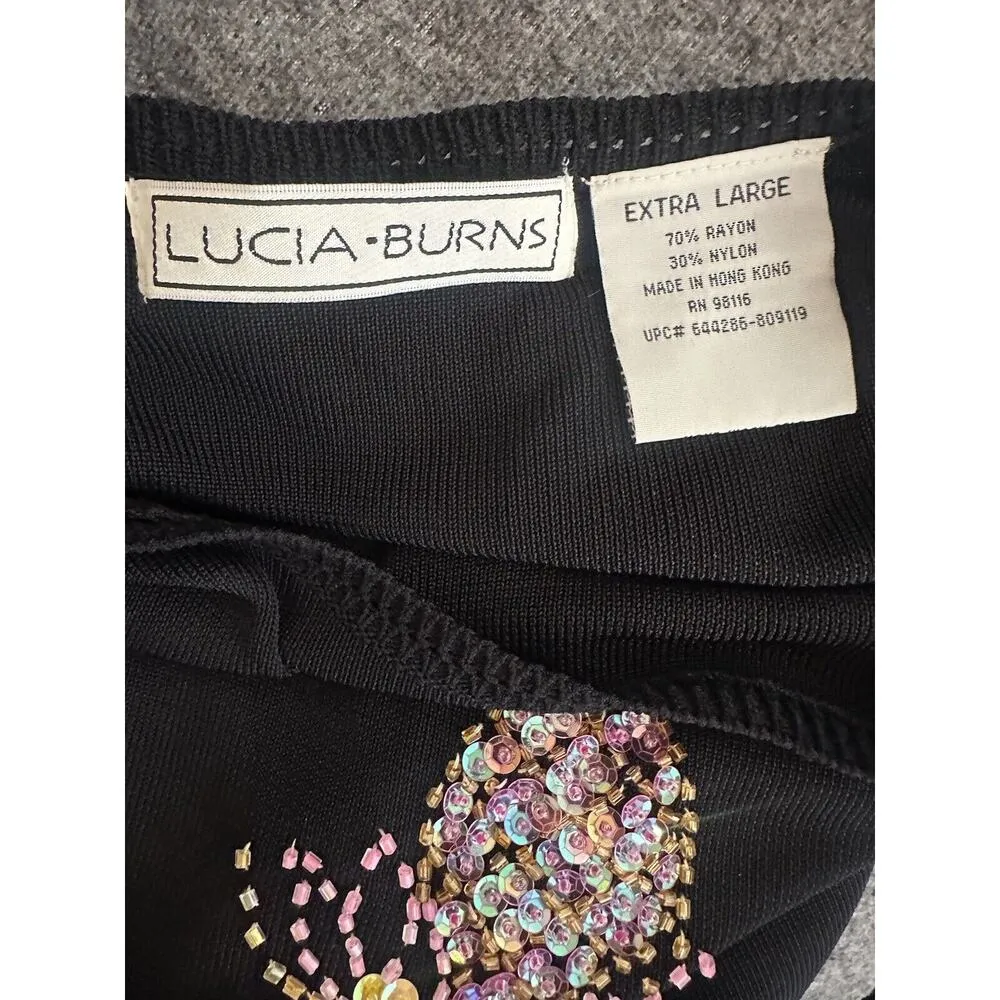 LUCIA·BURNS
EXTRA LARGE
70% RAYON
30% NYLON
MADE IN HONG KONG
RN 98116
UPC# 644286-809119